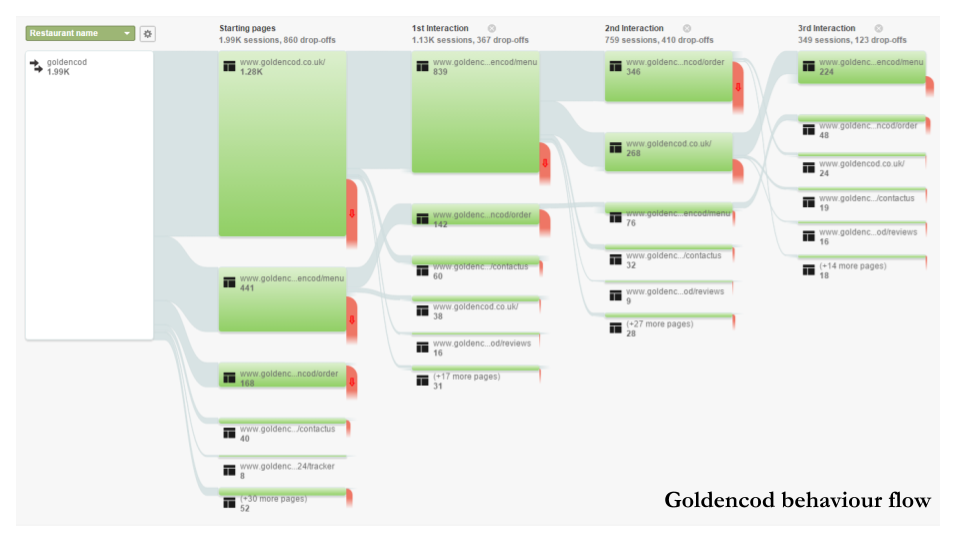 Restaurant name
goldencod
1.99K
Starting pages
1.99K sessions, 860 drop-offs
www.goldencod.co.uk/
1.28K
www.goldenc...encod/menu
441
www.goldenc...ncod/order
168
www.goldenc.../contactus
40
www.goldenc...24/tracker
8
(+30 more pages)
52
1st Interaction
1.13K sessions, 367 drop-offs
www.goldenc...encod/menu
839
www.goldenc...ncod/order
142
www.goldenc.../contactus
60
www.goldencod.co.uk/
38
www.goldenc...od/reviews
16
(+17 more pages)
31
2nd Interaction
759 sessions, 410 drop-offs
www.goldenc...ncod/order
346
www.goldencod.co.uk/
268
www.goldenc...encod/menu
76
www.goldenc.../contactus
32
www.goldenc...od/reviews
9
(+27 more pages)
28
3rd Interaction
349 sessions, 123 drop-offs
www.goldenc...encod/menu
224
www.goldenc...ncod/order
48
www.goldencod.co.uk/
24
www.goldenc.../contactus
19
www.goldenc...od/reviews
16
(+14 more pages)
18
Goldencod behaviour flow